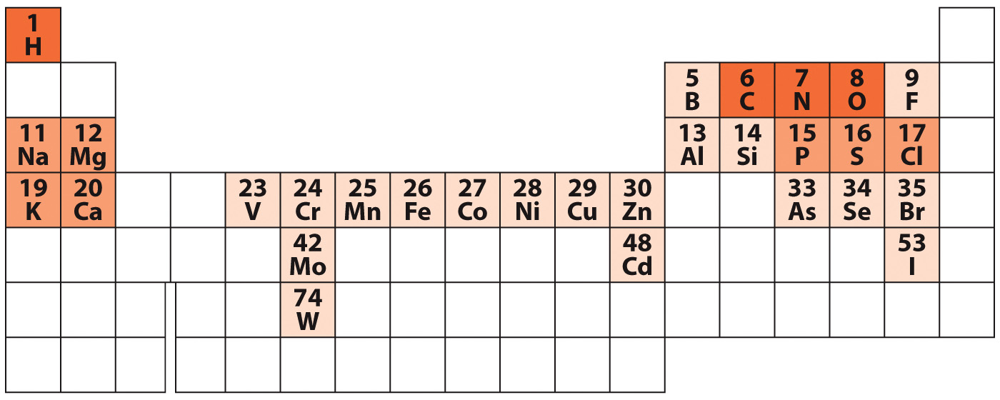 1
H
5 6 7 8 9
B C N O F
11 12 13 14 15 16 17
Na Mg Al Si P S Cl
19 20 23 24 25 26 27 28 29 30 33 34 35
K Ca V Cr Mn Fe Co Ni Cu Zn As Se Br
42 48 53
Mo Cd I
74
W